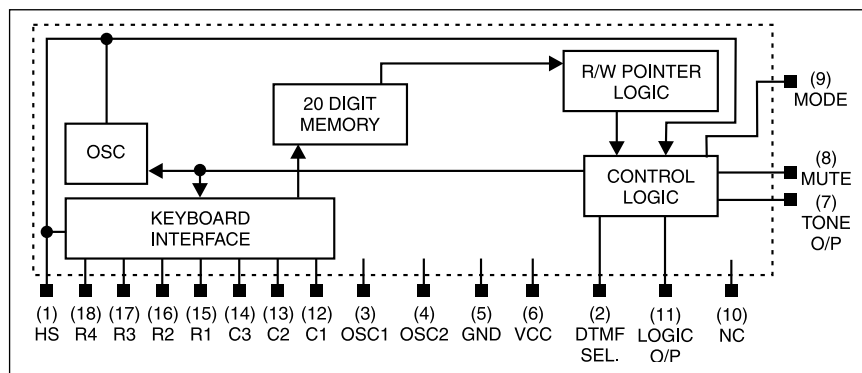 R/W POINTER
LOGIC
(9)
MODE
20 DIGIT
MEMORY
OSC
CONTROL
LOGIC
(8)
MUTE
(7)
TONE
O/P
KEYBOARD
INTERFACE
(1) (18) (17) (16) (15) (14) (13) (12) (3) (4) (5) (6) (2) (11) (10)
HS R4 R3 R2 R1 C3 C2 C1 OSC1 OSC2 GND VCC DTMF LOGIC NC
SEL. O/P